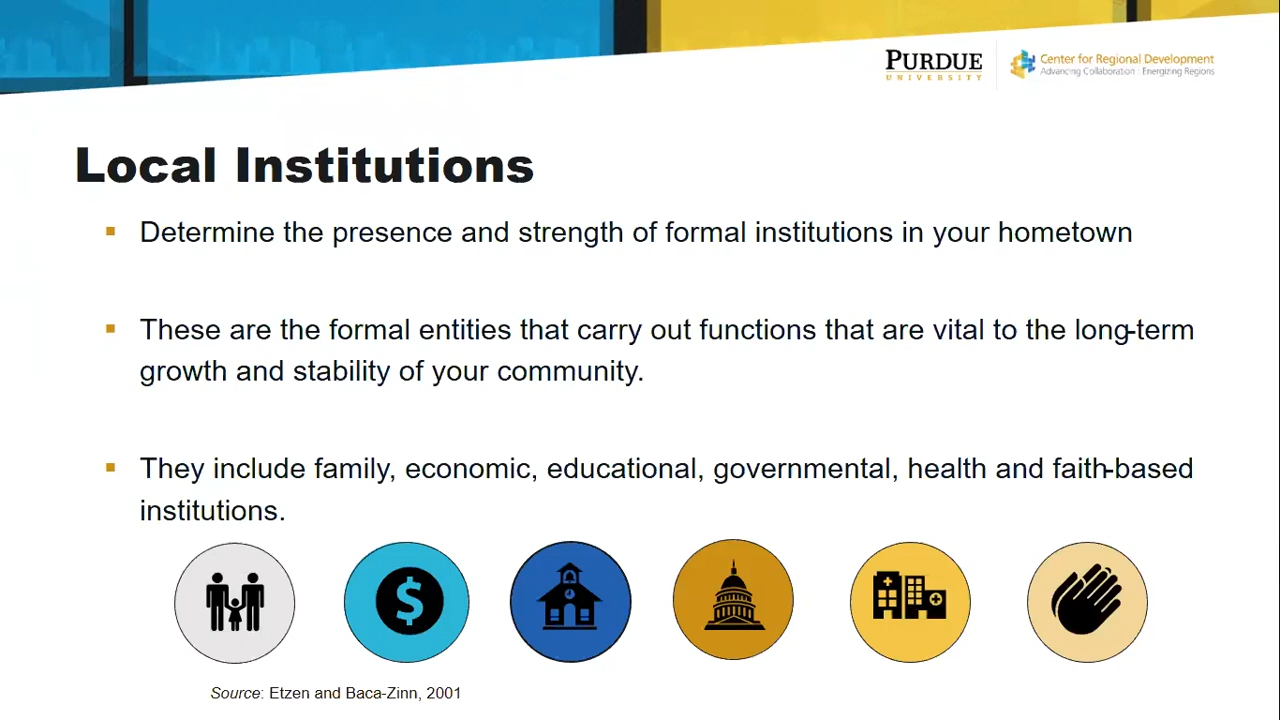 PURDUE
UNIVERSITY
Center for Regional Development
Advancing Collaboration : Energizing Regions
Local Institutions
Determine the presence and strength of formal institutions in your hometown
These are the formal entities that carry out functions that are vital to the long-term
growth and stability of your community.
They include family, economic, educational, governmental, health and faith-based
institutions.
$
Source: Etzen and Baca-Zinn, 2001